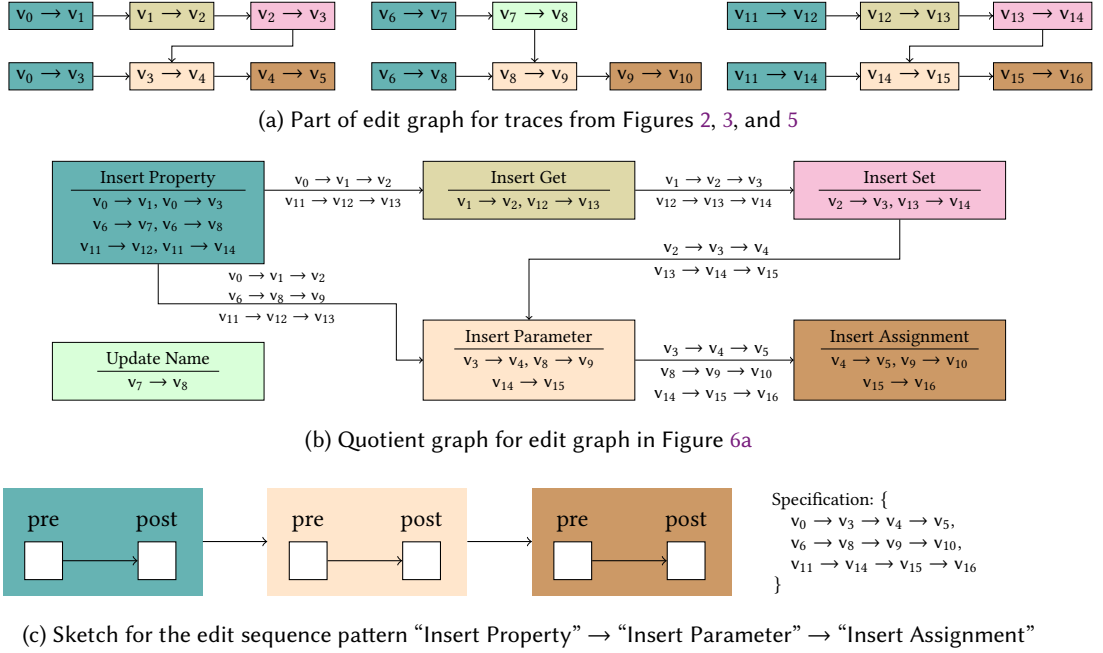 v0 → v1 v1 → v2 v2 → v3 v6 → v7 v7 → v8 v11 → v12 v12 → v13 v13 → v14
v0 → v3 v3 → v4 v4 → v5 v6 → v8 v8 → v9 v9 → v10 v11 → v14 v14 → v15 v15 → v16
(a) Part of edit graph for traces from Figures 2, 3, and 5
Insert Property
v0 → v1, v0 → v3
v6 → v7, v6 → v8
v11 → v12, v11 → v14
v0 → v1 → v2
v11 → v12 → v13
Insert Get
v1 → v2, v12 → v13
v1 → v2 → v3
v12 → v13 → v14
Insert Set
v2 → v3, v13 → v14
v2 → v3 → v4
v13 → v14 → v15
v0 → v1 → v2
v6 → v8 → v9
v11 → v12 → v13
Update Name
v7 → v8
Insert Parameter
v3 → v4, v8 → v9
v14 → v15
v3 → v4 → v5
v8 → v9 → v10
v14 → v15 → v16
Insert Assignment
v4 → v5, v9 → v10
v15 → v16
(b) Quotient graph for edit graph in Figure 6a
pre post
pre post
pre post
Specification: {
v0 → v3 → v4 → v5,
v6 → v8 → v9 → v10,
v11 → v14 → v15 → v16
}
(c) Sketch for the edit sequence pattern “Insert Property” → “Insert Parameter” → “Insert Assignment”